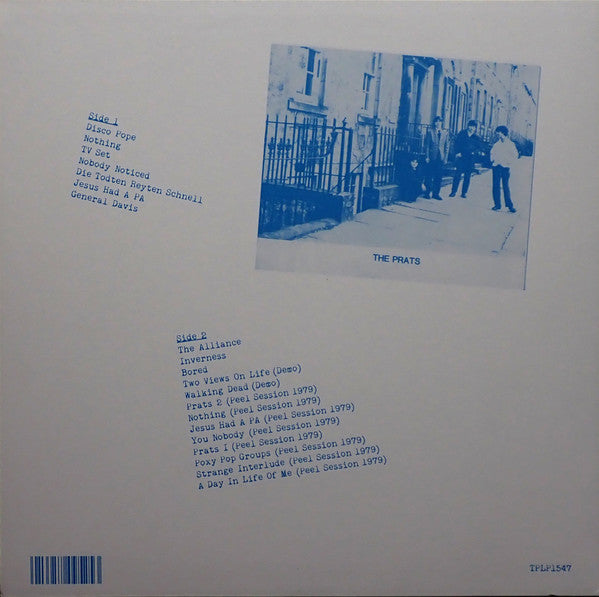 THE PRATS
Side 1
Disco Pope
Nothing
TV Set
Nobody Noticed
Die Todten Reyten Schnell
Jesus Had A PA
General Davis
Side 2
The Alliance
Inverness
Bored
Two Views On Life (Demo)
Walking Dead (Demo)
Prats 2 (Peel Session 1979)
Nothing (Peel Session 1979)
Jesus Had A PA (Peel Session 1979)
You Nobody (Peel Session 1979)
Prats I (Peel Session 1979)
Poxy Pop Groups (Peel Session 1979)
Strange Interlude (Peel Session 1979)
A Day In Life Of Me (Peel Session 1979)
TPLP1547